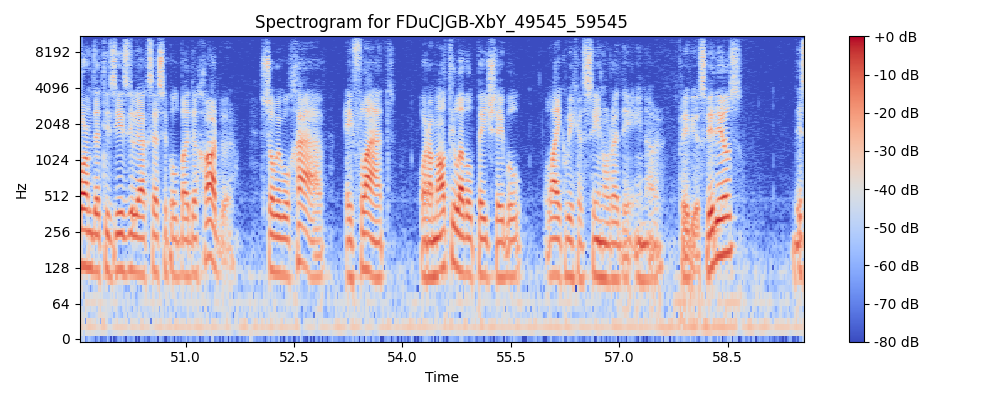 Spectrogram for FDuCJGB-XbY_49545_59545
Hz
8192
4096
2048
1024
512
256
128
64
0
51.0 52.5 54.0 55.5 57.0 58.5
Time
+0 dB
-10 dB
-20 dB
-30 dB
-40 dB
-50 dB
-60 dB
-70 dB
-80 dB